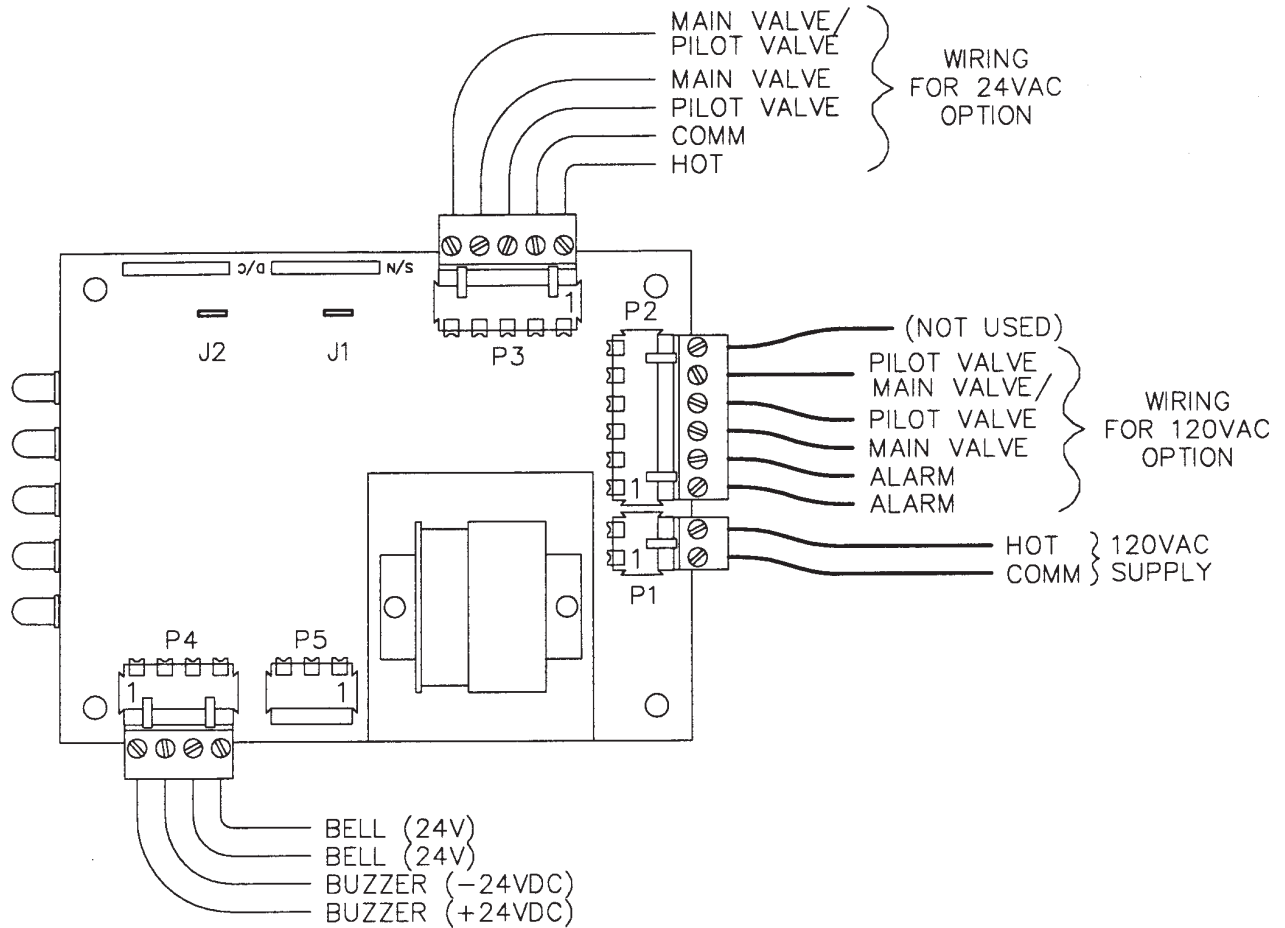 MAIN VALVE/
PILOT VALVE
MAIN VALVE
PILOT VALVE
COMM
HOT
WIRING
FOR 24VAC
OPTION
D/C
S/N
J2
J1
1
P3
P2
(NOT USED)
PILOT VALVE
MAIN VALVE/
PILOT VALVE
MAIN VALVE
ALARM
ALARM
WIRING
FOR 120VAC
OPTION
1
1
P1
HOT
COMM
120VAC
SUPPLY
P4
1
P5
1
BELL (24V)
BELL (24V)
BUZZER (−24VDC)
BUZZER (+24VDC)